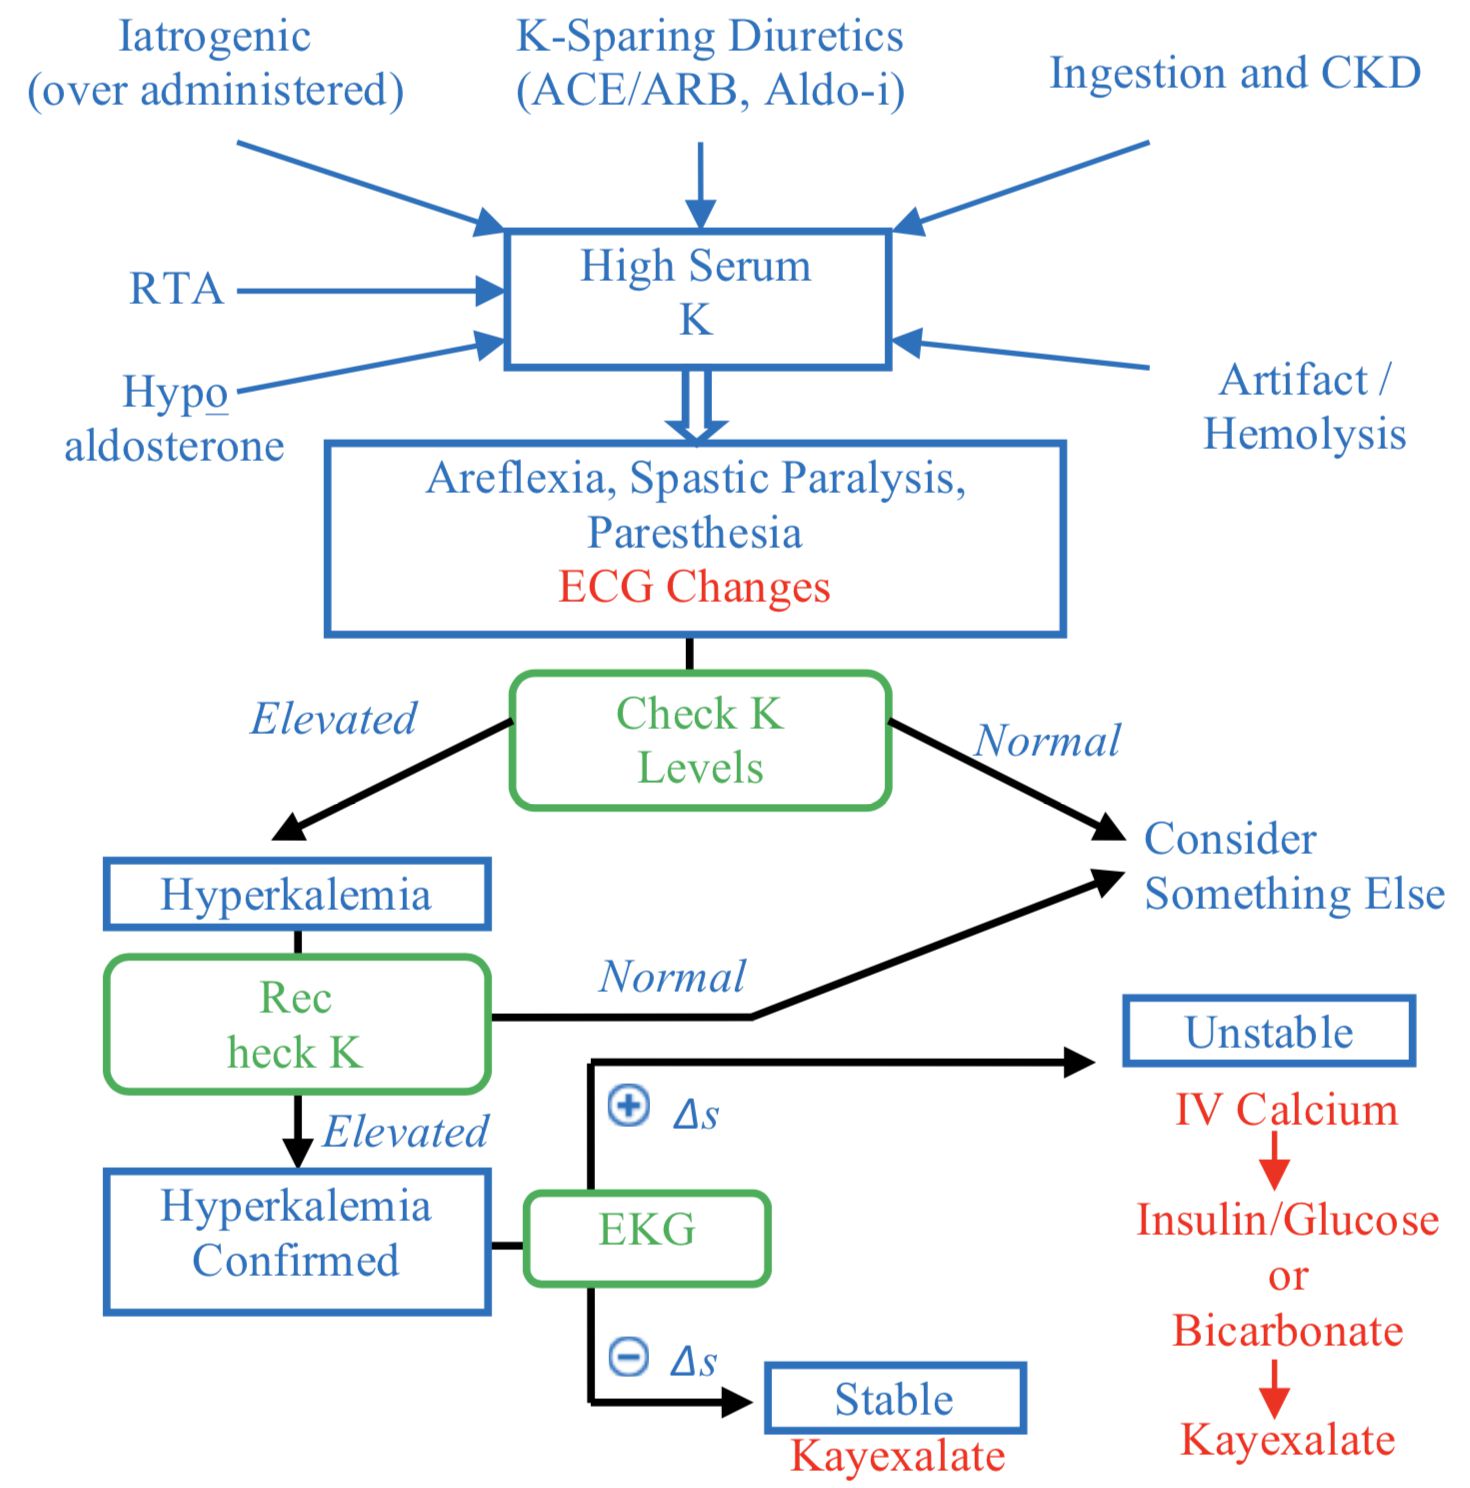 Iatrogenic
(over administered)
K-Sparing Diuretics
(ACE/ARB, Aldo-i)
Ingestion and CKD
High Serum
K
RTA
Hypo
aldosterone
Artifact /
Hemolysis
Areflexia, Spastic Paralysis,
Paresthesia
ECG Changes
Elevated
Check K
Levels
Normal
Consider
Something Else
Hyperkalemia
Rec
heck K
Normal
Elevated
Hyperkalemia
Confirmed
EKG
+ Δs
Unstable
IV Calcium
Insulin/Glucose
or
Bicarbonate
Kayexalate
− Δs
Stable
Kayexalate